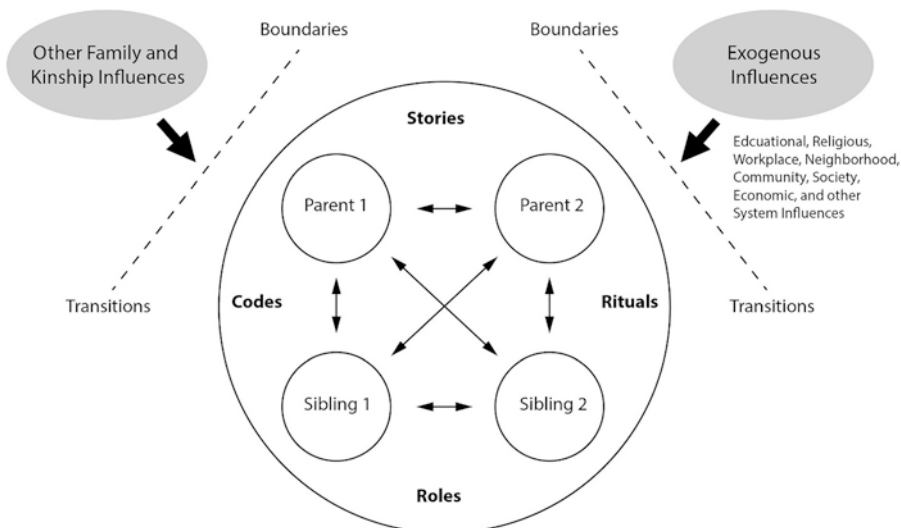 Boundaries
Boundaries
Other Family and
Kinship Influences
Exogenous
Influences
Stories
Edcuational, Religious,
Workplace, Neighborhood,
Community, Society,
Economic, and other
System Influences
Parent 1
Parent 2
Transitions
Codes
Rituals
Transitions
Sibling 1
Sibling 2
Roles